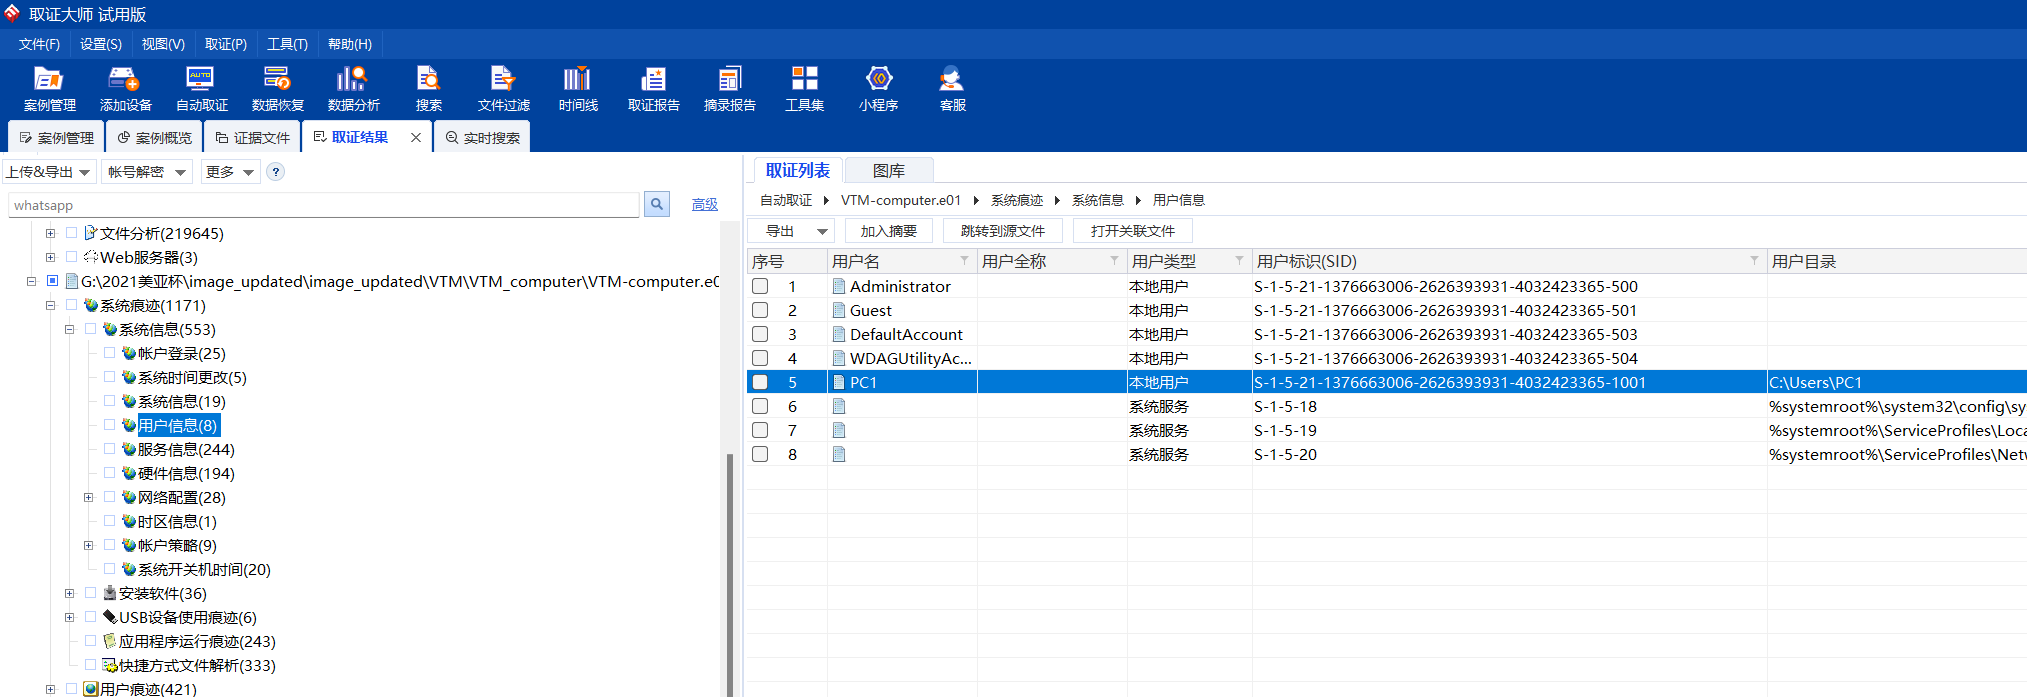 取证大师 试用版
文件(F) 设置(S) 视图(V) 取证(P) 工具(T) 帮助(H)
案例管理 添加设备 自动取证 数据恢复 数据分析 搜索 文件过滤 时间线 取证报告 摘录报告 工具集 小程序 客服
案例管理 案例概览 证据文件 取证结果 实时搜索
上传&导出 帐号解密 更多 ?
whatsapp 高级
文件分析(219645)
Web服务器(3)
G:\2021美亚杯\image_updated\image_updated\VTM\VTM_computer\VTM-computer.e0
系统痕迹(1171)
系统信息(553)
帐户登录(25)
系统时间更改(5)
系统信息(19)
用户信息(8)
服务信息(244)
硬件信息(194)
网络配置(28)
时区信息(1)
帐户策略(9)
系统开关机时间(20)
安装软件(36)
USB设备使用痕迹(6)
应用程序运行痕迹(243)
快捷方式文件解析(333)
用户痕迹(421)
取证列表 图库
自动取证 VTM-computer.e01 系统痕迹 系统信息 用户信息
导出 加入摘要 跳转到源文件 打开关联文件
序号 用户名 用户全称 用户类型 用户标识(SID) 用户目录
1 Administrator 本地用户 S-1-5-21-1376663006-2626393931-4032423365-500
2 Guest 本地用户 S-1-5-21-1376663006-2626393931-4032423365-501
3 DefaultAccount 本地用户 S-1-5-21-1376663006-2626393931-4032423365-503
4 WDAGUtilityAc... 本地用户 S-1-5-21-1376663006-2626393931-4032423365-504
5 PC1 本地用户 S-1-5-21-1376663006-2626393931-4032423365-1001 C:\Users\PC1
6 系统服务 S-1-5-18 %systemroot%\system32\config\sy
7 系统服务 S-1-5-19 %systemroot%\ServiceProfiles\Loca
8 系统服务 S-1-5-20 %systemroot%\ServiceProfiles\Netw